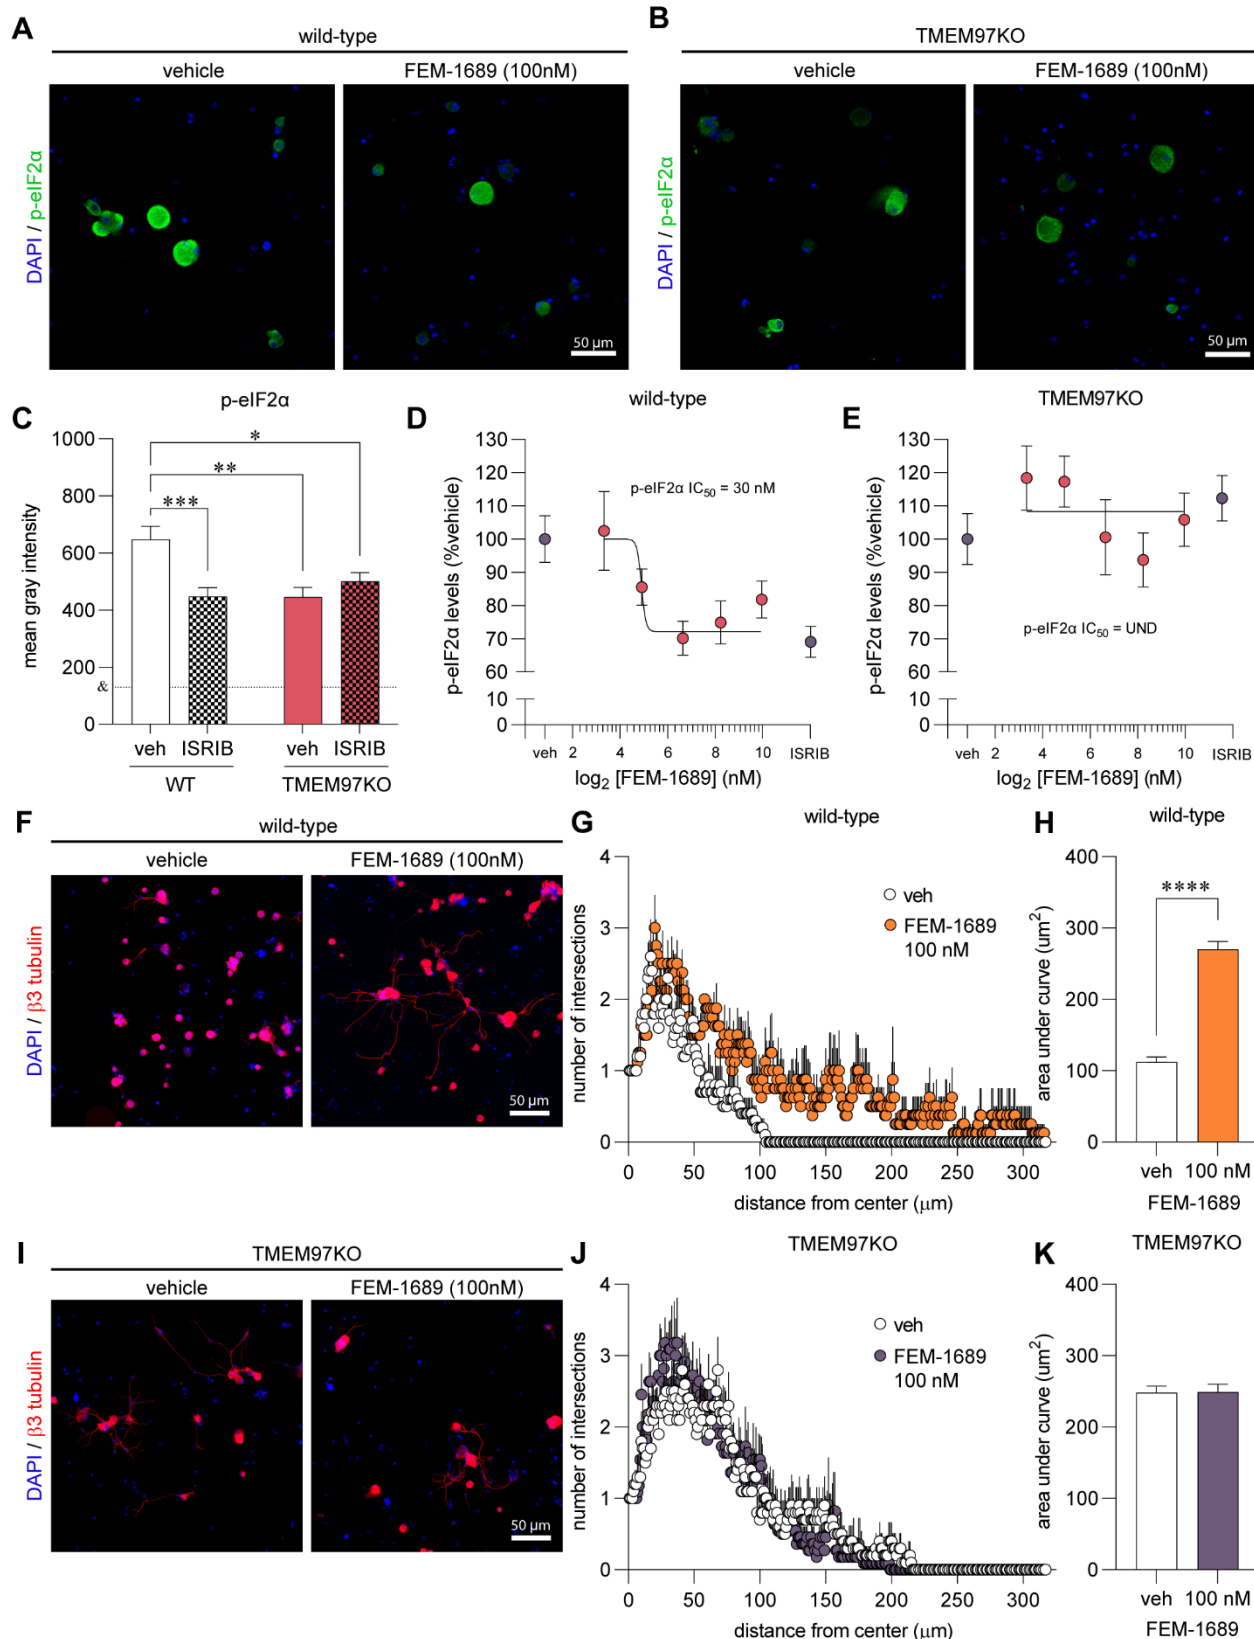 A
wild-type
vehicle
FEM-1689 (100nM)
DAPI / p-eIF2α
50 µm
B
TMEM97KO
vehicle
FEM-1689 (100nM)
DAPI / p-eIF2α
50 µm
C
p-eIF2α
mean gray intensity
1000
800
600
400
200
0
&
*
**
***
veh
ISRIB
veh
ISRIB
WT
TMEM97KO
D
wild-type
p-eIF2α levels (%vehicle)
130
120
110
100
90
80
70
60
10
0
p-eIF2α IC50 = 30 nM
veh 2 4 6 8 10 ISRIB
log2 [FEM-1689] (nM)
E
TMEM97KO
p-eIF2α levels (%vehicle)
130
120
110
100
90
80
70
60
10
0
p-eIF2α IC50 = UND
veh 2 4 6 8 10 ISRIB
log2 [FEM-1689] (nM)
F
wild-type
vehicle
FEM-1689 (100nM)
DAPI / β3 tubulin
50 µm
G
wild-type
number of intersections
4
3
2
1
0
veh
FEM-1689
100 nM
0 50 100 150 200 250 300
distance from center (µm)
H
wild-type
area under curve (um²)
400
300
200
100
0
****
veh 100 nM
FEM-1689
I
TMEM97KO
vehicle
FEM-1689 (100nM)
DAPI / β3 tubulin
50 µm
J
TMEM97KO
number of intersections
4
3
2
1
0
veh
FEM-1689
100 nM
0 50 100 150 200 250 300
distance from center (µm)
K
TMEM97KO
area under curve (um²)
400
300
200
100
0
veh 100 nM
FEM-1689